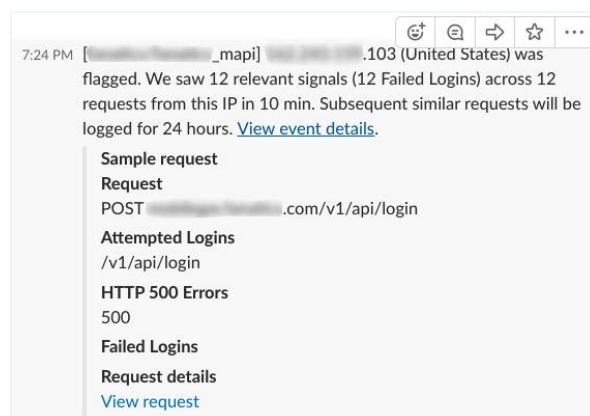 7:24 PM [ _mapi] .103 (United States) was
flagged. We saw 12 relevant signals (12 Failed Logins) across 12
requests from this IP in 10 min. Subsequent similar requests will be
logged for 24 hours. View event details.
Sample request
Request
POST .com/v1/api/login
Attempted Logins
/v1/api/login
HTTP 500 Errors
500
Failed Logins
Request details
View request